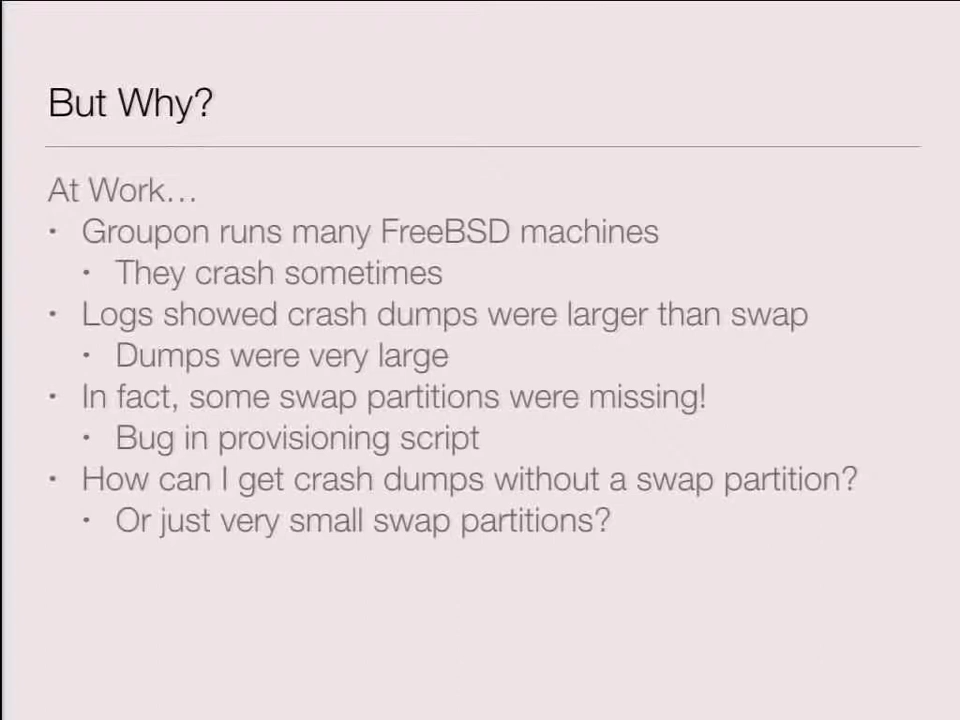 But Why?
At Work…
• Groupon runs many FreeBSD machines
• They crash sometimes
• Logs showed crash dumps were larger than swap
• Dumps were very large
• In fact, some swap partitions were missing!
• Bug in provisioning script
• How can I get crash dumps without a swap partition?
• Or just very small swap partitions?